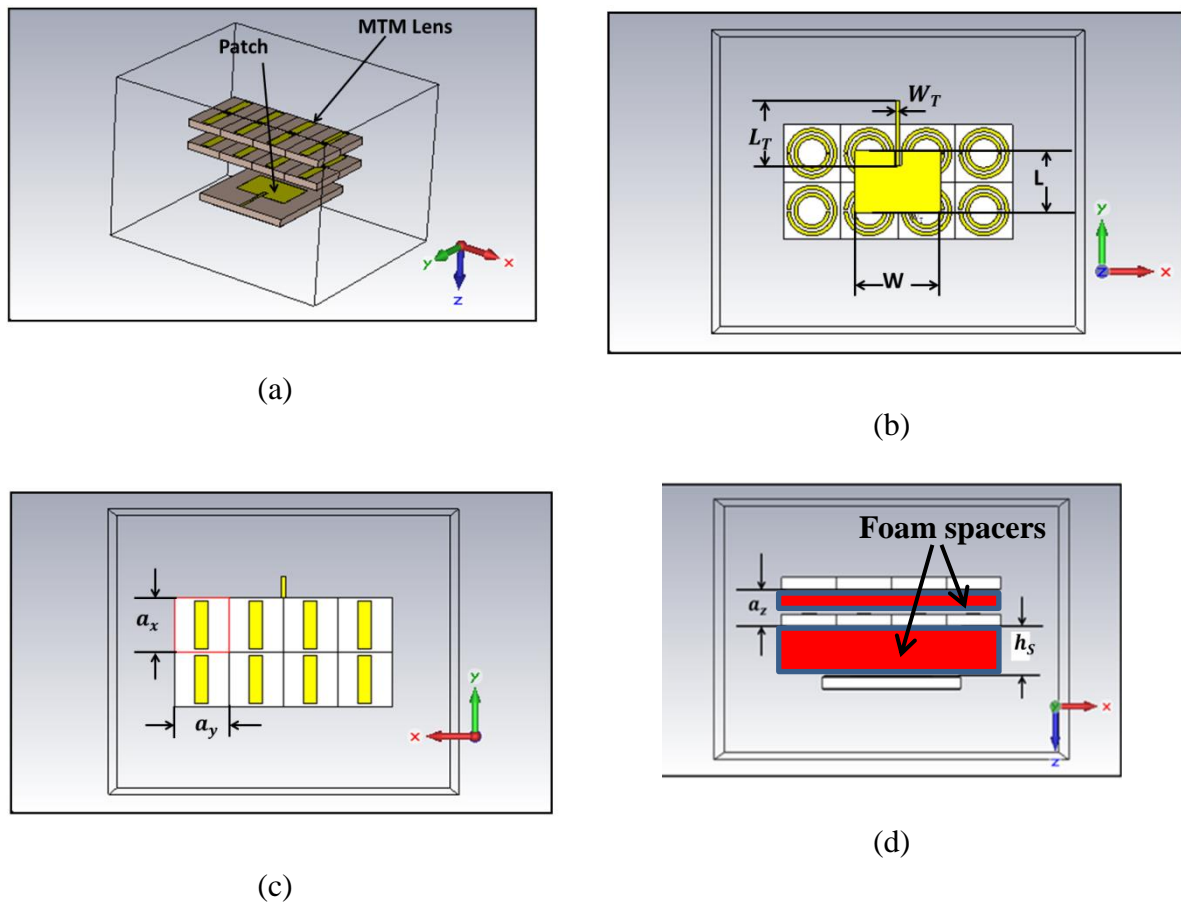 MTM Lens
Patch
y
x
z
(a)
W_T
L_T
L
W
y
z
x
(b)
a_x
a_y
y
x
(c)
Foam spacers
a_z
h_S
y
x
z
(d)